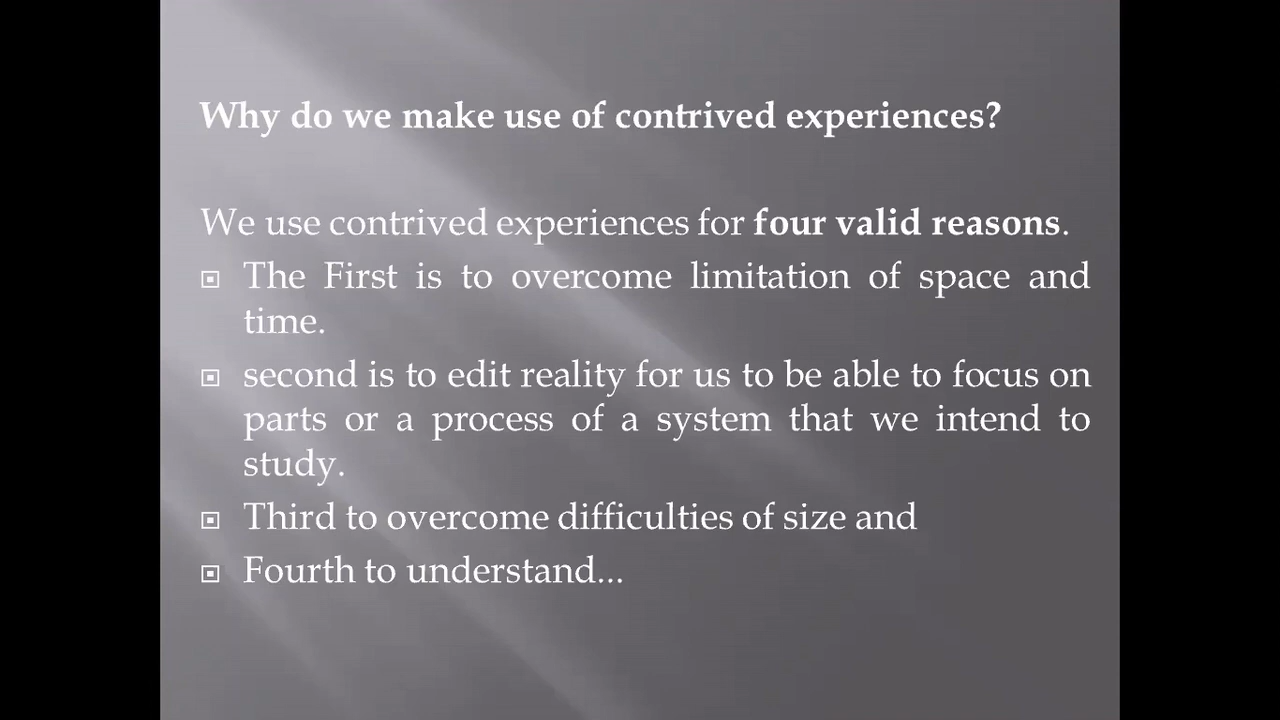 Why do we make use of contrived experiences?
We use contrived experiences for four valid reasons.
The First is to overcome limitation of space and
time.
second is to edit reality for us to be able to focus on
parts or a process of a system that we intend to
study.
Third to overcome difficulties of size and
Fourth to understand...